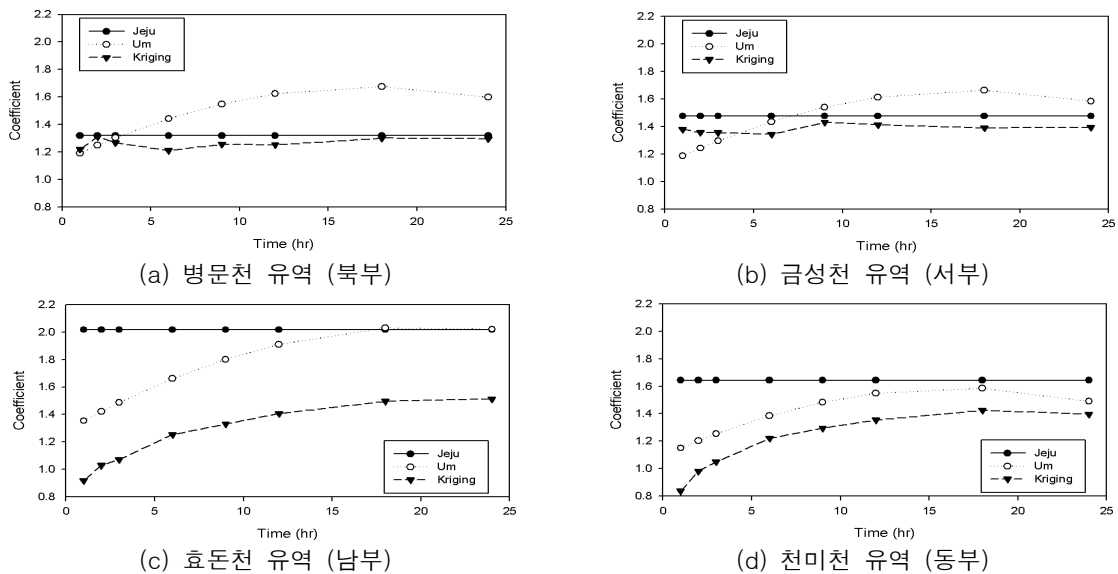 2.2
2.0
1.8
1.6
1.4
1.2
1.0
0.8
Coefficient
Jeju
Um
Kriging
0 5 10 15 20 25
Time (hr)
(a) 병문천 유역 (북부)
2.2
2.0
1.8
1.6
1.4
1.2
1.0
0.8
Coefficient
Jeju
Um
Kriging
0 5 10 15 20 25
Time (hr)
(b) 금성천 유역 (서부)
2.2
2.0
1.8
1.6
1.4
1.2
1.0
0.8
Coefficient
Jeju
Um
Kriging
0 5 10 15 20 25
Time (hr)
(c) 효돈천 유역 (남부)
2.2
2.0
1.8
1.6
1.4
1.2
1.0
0.8
Coefficient
Jeju
Um
Kriging
0 5 10 15 20 25
Time (hr)
(d) 천미천 유역 (동부)